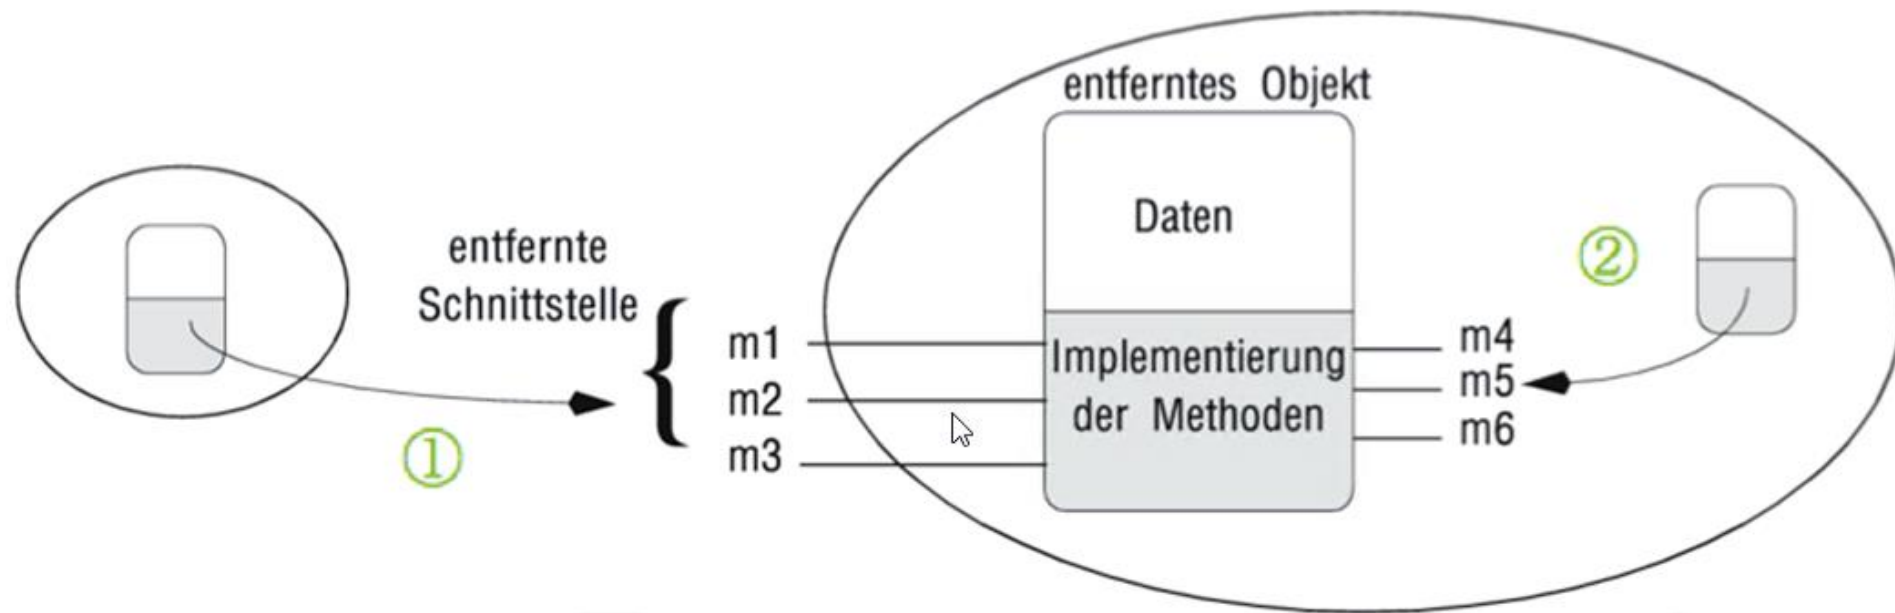 entferntes Objekt
Daten
②
entfernte
Schnittstelle
{
m1
m2
m3
Implementierung
der Methoden
m4
m5
m6
①